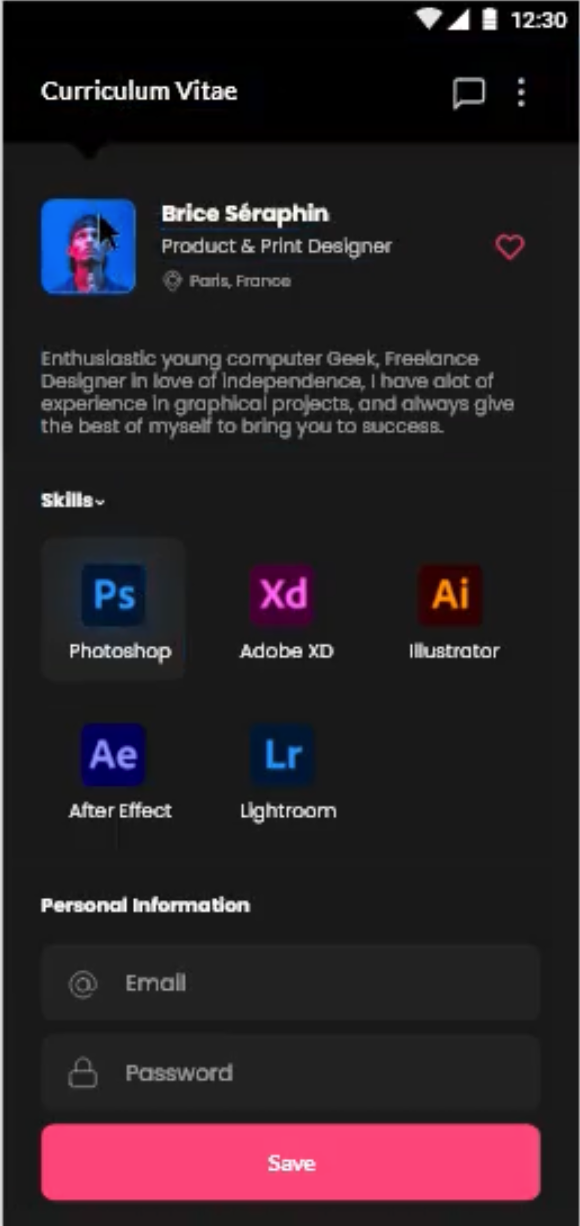 12:30
Curriculum Vitae
Brice Séraphin
Product & Print Designer
Paris, France
Enthusiastic young computer Geek, Freelance
Designer in love of independence, I have alot of
experience in graphical projects, and always give
the best of myself to bring you to success.
Skills
Ps Xd Ai
Photoshop Adobe XD Illustrator
Ae Lr
After Effect Lightroom
Personal Information
Email
Password
Save